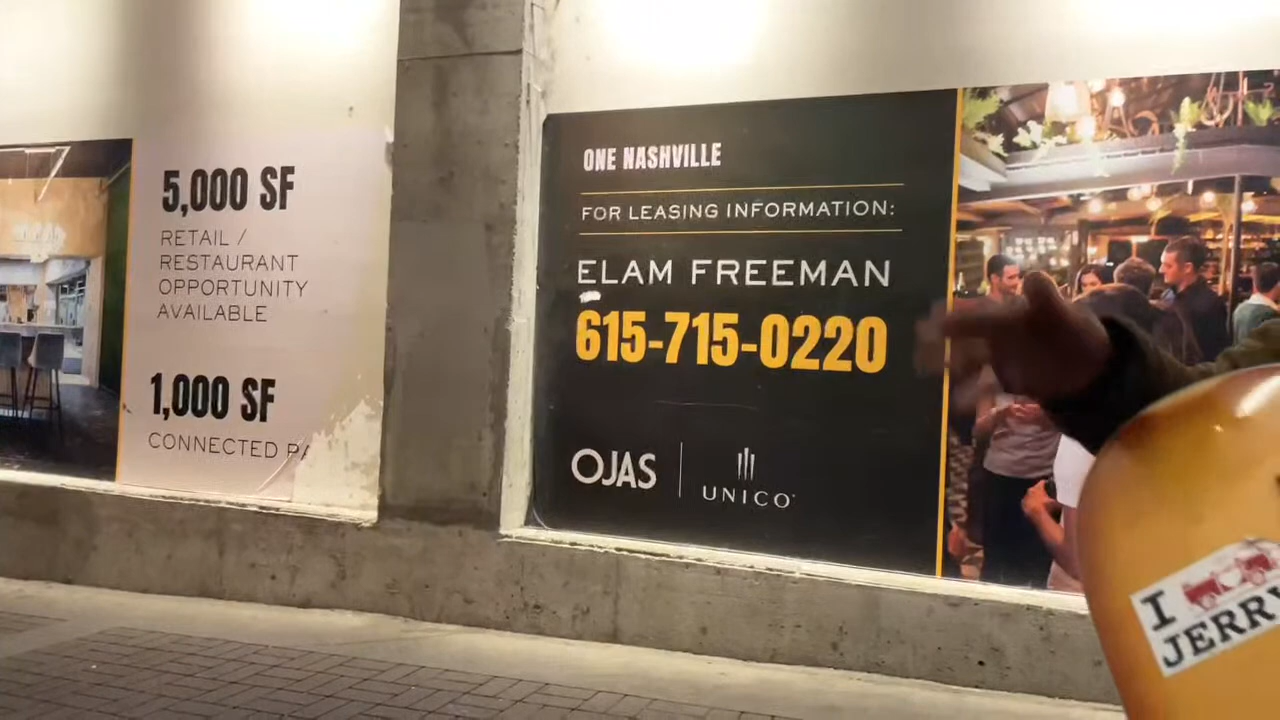 5,000 SF
RETAIL /
RESTAURANT
OPPORTUNITY
AVAILABLE
1,000 SF
CONNECTED
ONE NASHVILLE
FOR LEASING INFORMATION:
ELAM FREEMAN
615-715-0220
OJAS
UNICO
I
JERRY